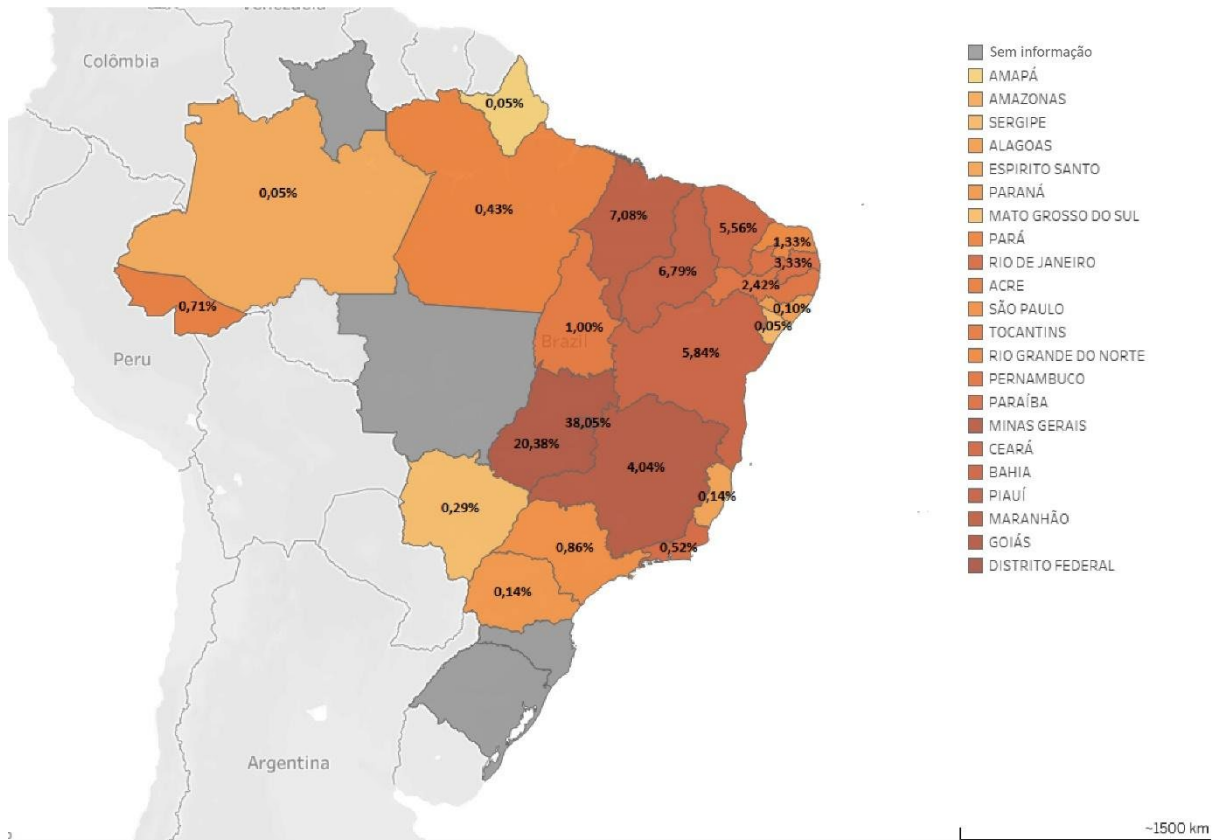 Colômbia
0,05%
0,05%
0,43%
7,08%
5,56%
1,33%
3,33%
6,79%
2,42%
0,71%
0,10%
1,00%
0,05%
Brazil
Peru
5,84%
38,05%
20,38%
4,04%
0,29%
0,14%
0,86%
0,52%
0,14%
Argentina
Sem informação
AMAPÁ
AMAZONAS
SERGIPE
ALAGOAS
ESPIRITO SANTO
PARANÁ
MATO GROSSO DO SUL
PARÁ
RIO DE JANEIRO
ACRE
SÃO PAULO
TOCANTINS
RIO GRANDE DO NORTE
PERNAMBUCO
PARAÍBA
MINAS GERAIS
CEARÁ
BAHIA
PIAUÍ
MARANHÃO
GOIÁS
DISTRITO FEDERAL
~1500 km